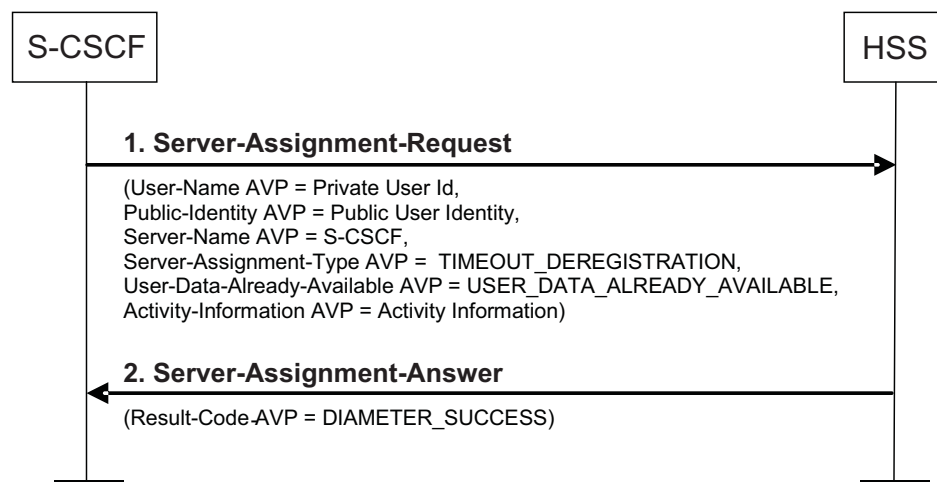 S-CSCF
HSS
1. Server-Assignment-Request
(User-Name AVP = Private User Id,
Public-Identity AVP = Public User Identity,
Server-Name AVP = S-CSCF,
Server-Assignment-Type AVP = TIMEOUT_DEREGISTRATION,
User-Data-Already-Available AVP = USER_DATA_ALREADY_AVAILABLE,
Activity-Information AVP = Activity Information)
2. Server-Assignment-Answer
(Result-Code-AVP = DIAMETER_SUCCESS)